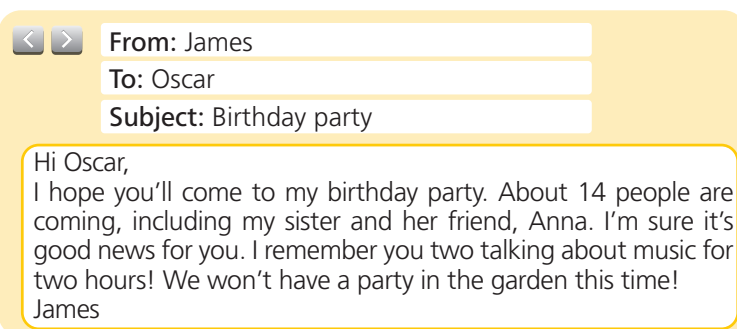 From: James
To: Oscar
Subject: Birthday party
Hi Oscar,
I hope you’ll come to my birthday party. About 14 people are
coming, including my sister and her friend, Anna. I’m sure it’s
good news for you. I remember you two talking about music for
two hours! We won’t have a party in the garden this time!
James